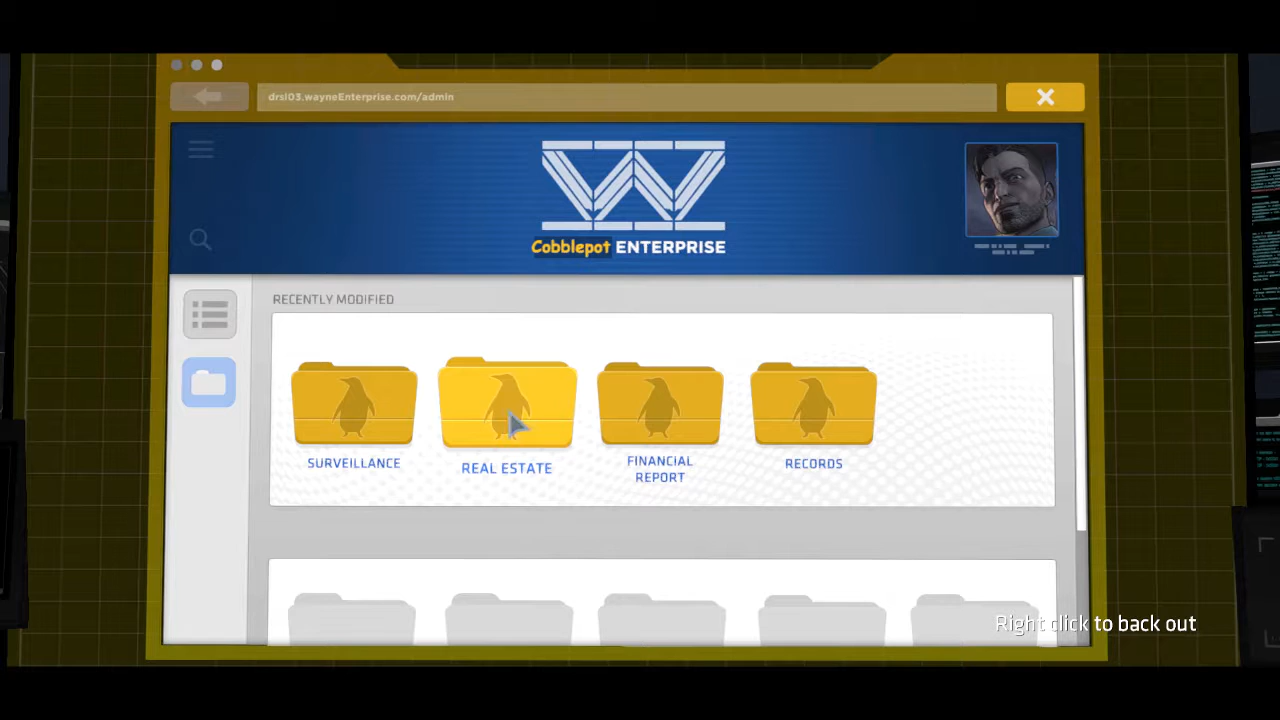 drsl03.wayneEnterprise.com/admin
Cobblepot ENTERPRISE
RECENTLY MODIFIED
SURVEILLANCE
REAL ESTATE
FINANCIAL
REPORT
RECORDS
Right click to back out